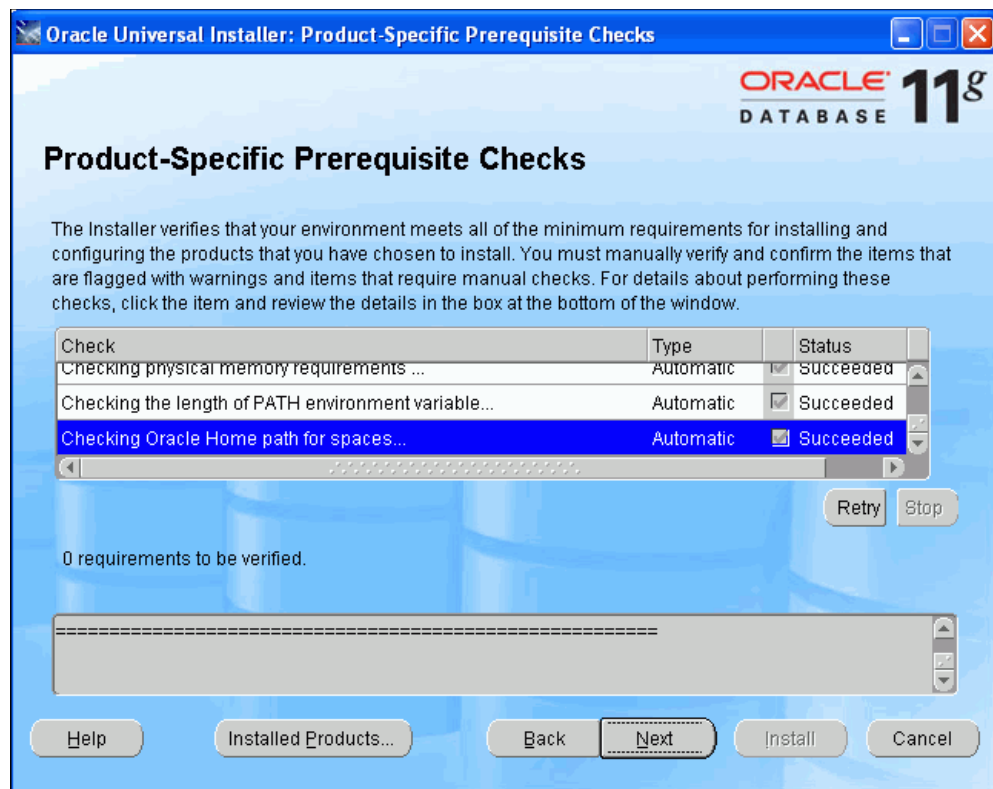 Oracle Universal Installer: Product-Specific Prerequisite Checks
ORACLE
DATABASE
11g
Product-Specific Prerequisite Checks
The Installer verifies that your environment meets all of the minimum requirements for installing and
configuring the products that you have chosen to install. You must manually verify and confirm the items that
are flagged with warnings and items that require manual checks. For details about performing these
checks, click the item and review the details in the box at the bottom of the window.
Check Type Status
Checking physical memory requirements ... Automatic Succeeded
Checking the length of PATH environment variable... Automatic Succeeded
Checking Oracle Home path for spaces... Automatic Succeeded
Retry Stop
0 requirements to be verified.
========================================================
Help Installed Products... Back Next Install Cancel